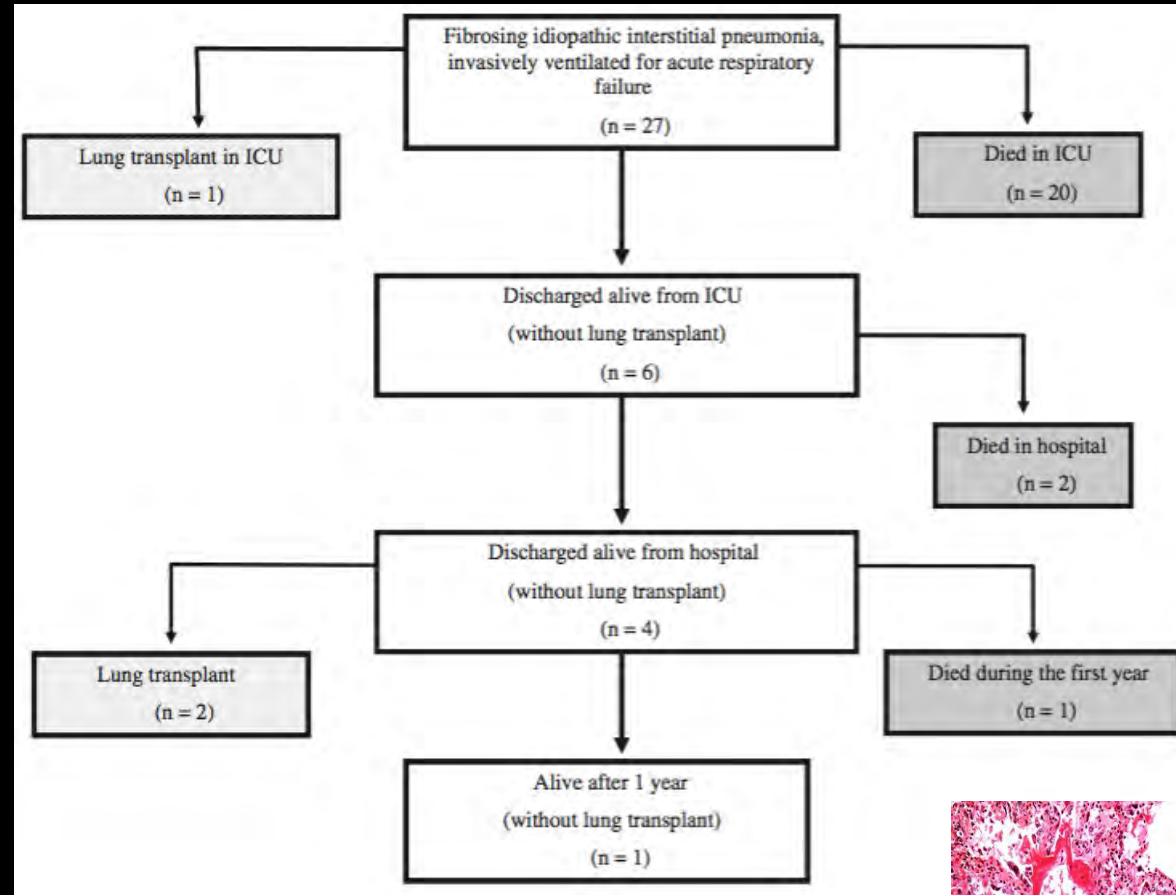 Fibrosing idiopathic interstitial pneumonia,
invasively ventilated for acute respiratory
failure
(n = 27)
Lung transplant in ICU
(n = 1)
Died in ICU
(n = 20)
Discharged alive from ICU
(without lung transplant)
(n = 6)
Died in hospital
(n = 2)
Discharged alive from hospital
(without lung transplant)
(n = 4)
Lung transplant
(n = 2)
Died during the first year
(n = 1)
Alive after 1 year
(without lung transplant)
(n = 1)